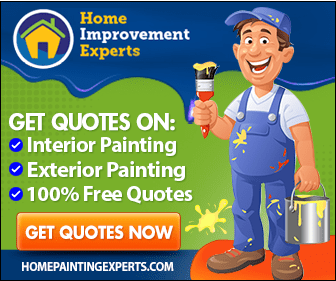 Home
Improvement
Experts
GET QUOTES ON:
Interior Painting
Exterior Painting
100% Free Quotes
GET QUOTES NOW
HOMEPAINTINGEXPERTS.COM